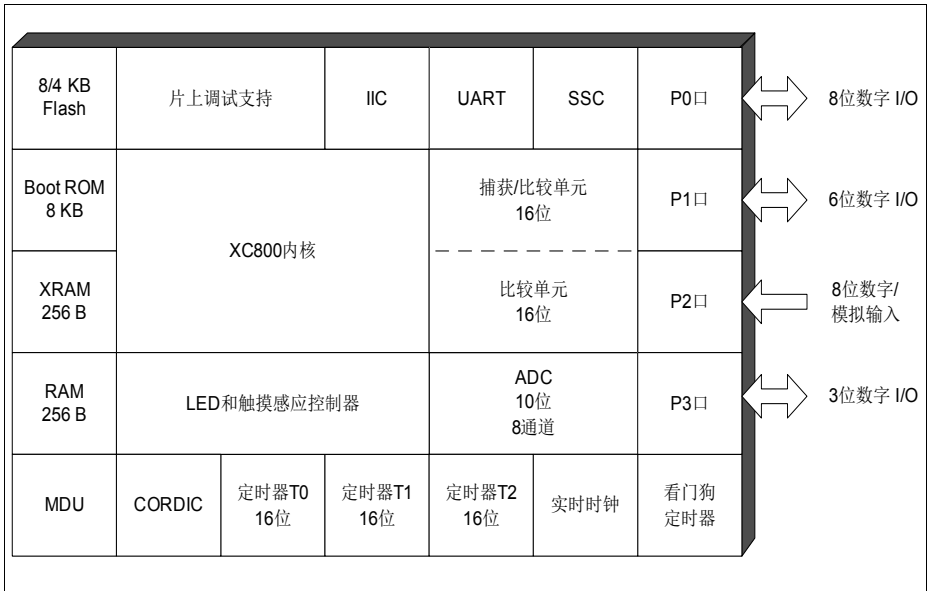 8/4 KB
Flash
片上调试支持
IIC
UART
SSC
P0口
8位数字 I/O
Boot ROM
8 KB
XC800内核
捕获/比较单元
16位
P1口
6位数字 I/O
XRAM
256 B
比较单元
16位
P2口
8位数字/
模拟输入
RAM
256 B
LED和触摸感应控制器
ADC
10位
8通道
P3口
3位数字 I/O
MDU
CORDIC
定时器T0
16位
定时器T1
16位
定时器T2
16位
实时时钟
看门狗
定时器